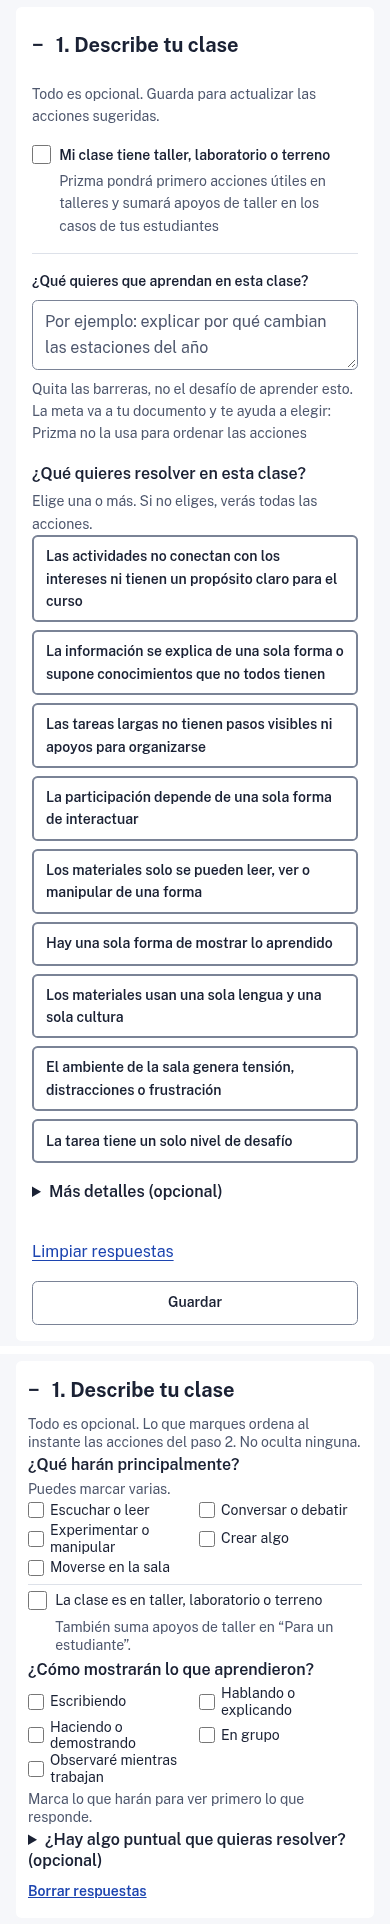 − 1. Describe tu clase
Todo es opcional. Guarda para actualizar las
acciones sugeridas.
Mi clase tiene taller, laboratorio o terreno
Prizma pondrá primero acciones útiles en
talleres y sumará apoyos de taller en los
casos de tus estudiantes
¿Qué quieres que aprendan en esta clase?
Por ejemplo: explicar por qué cambian
las estaciones del año
Quita las barreras, no el desafío de aprender esto.
La meta va a tu documento y te ayuda a elegir:
Prizma no la usa para ordenar las acciones
¿Qué quieres resolver en esta clase?
Elige una o más. Si no eliges, verás todas las
acciones.
Las actividades no conectan con los
intereses ni tienen un propósito claro para el
curso
La información se explica de una sola forma o
supone conocimientos que no todos tienen
Las tareas largas no tienen pasos visibles ni
apoyos para organizarse
La participación depende de una sola forma
de interactuar
Los materiales solo se pueden leer, ver o
manipular de una forma
Hay una sola forma de mostrar lo aprendido
Los materiales usan una sola lengua y una
sola cultura
El ambiente de la sala genera tensión,
distracciones o frustración
La tarea tiene un solo nivel de desafío
▶ Más detalles (opcional)
Limpiar respuestas
Guardar
− 1. Describe tu clase
Todo es opcional. Lo que marques ordena al
instante las acciones del paso 2. No oculta ninguna.
¿Qué harán principalmente?
Puedes marcar varias.
Escuchar o leer
Conversar o debatir
Experimentar o
manipular
Crear algo
Moverse en la sala
La clase es en taller, laboratorio o terreno
También suma apoyos de taller en “Para un
estudiante”.
¿Cómo mostrarán lo que aprendieron?
Escribiendo
Hablando o
explicando
Haciendo o
demostrando
En grupo
Observaré mientras
trabajan
Marca lo que harán para ver primero lo que
responde.
▶ ¿Hay algo puntual que quieras resolver?
(opcional)
Borrar respuestas